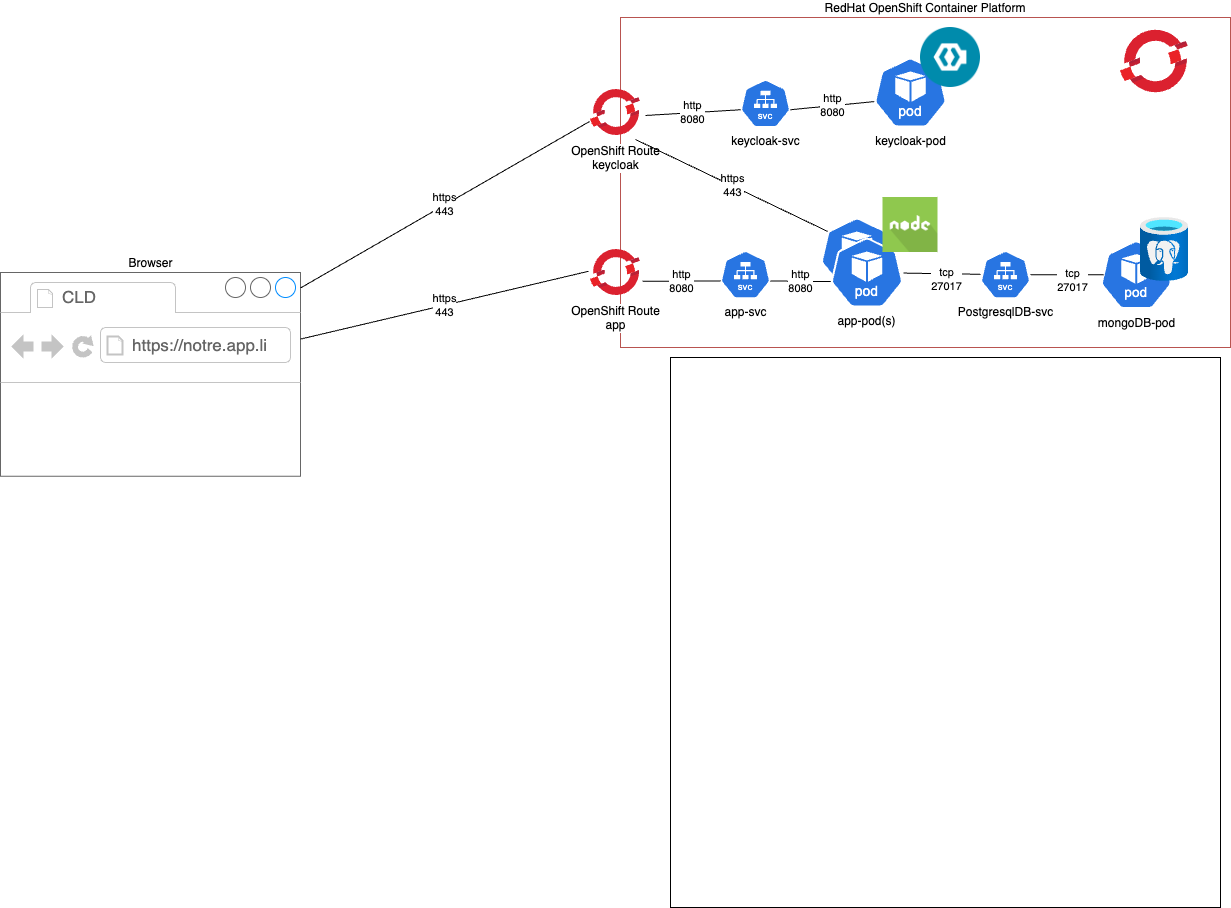 RedHat OpenShift Container Platform
http
8080
svc
keycloak-svc
http
8080
pod
keycloak-pod
OpenShift Route
keycloak
https
443
https
443
node
Browser
CLD
https://notre.app.li
https
443
OpenShift Route
app
http
8080
svc
app-svc
http
8080
pod
app-pod(s)
tcp
27017
svc
PostgresqlDB-svc
tcp
27017
pod
mongoDB-pod